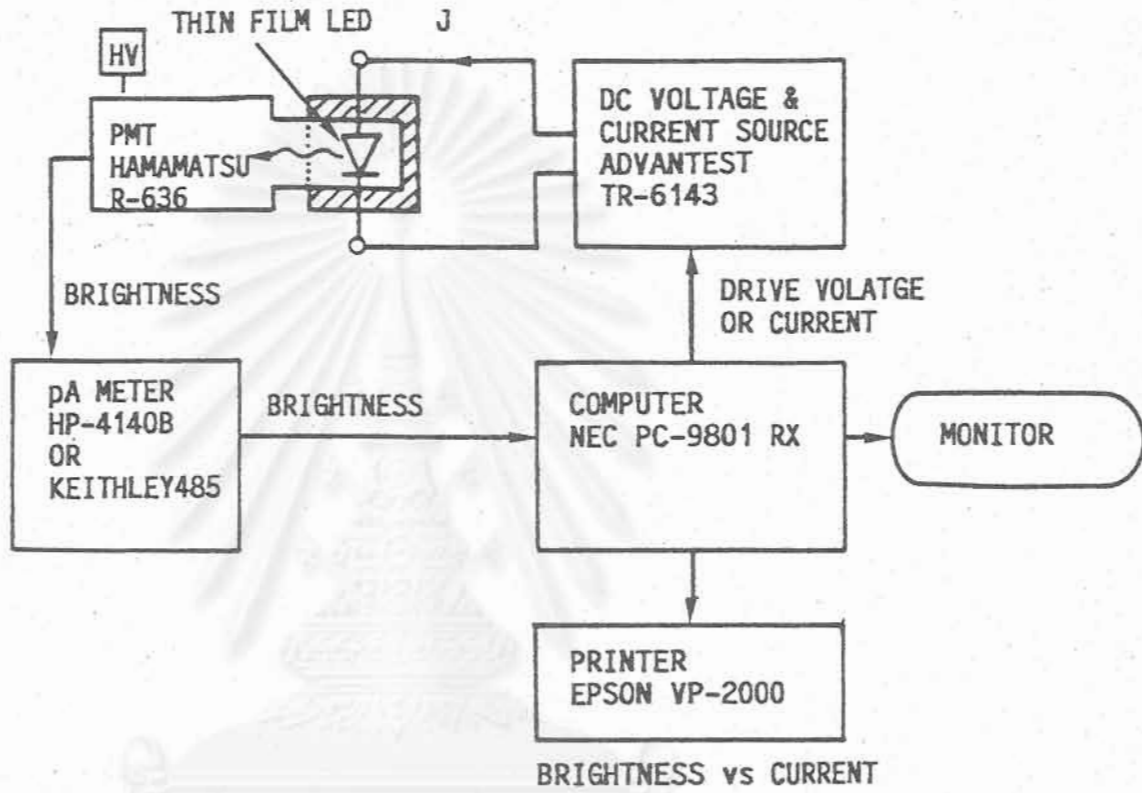 THIN FILM LED
J
HV
PMT
HAMAMATSU
R-636
DC VOLTAGE &
CURRENT SOURCE
ADVANTEST
TR-6143
BRIGHTNESS
DRIVE VOLATGE
OR CURRENT
pA METER
HP-4140B
OR
KEITHLEY485
BRIGHTNESS
COMPUTER
NEC PC-9801 RX
MONITOR
PRINTER
EPSON VP-2000
BRIGHTNESS vs CURRENT